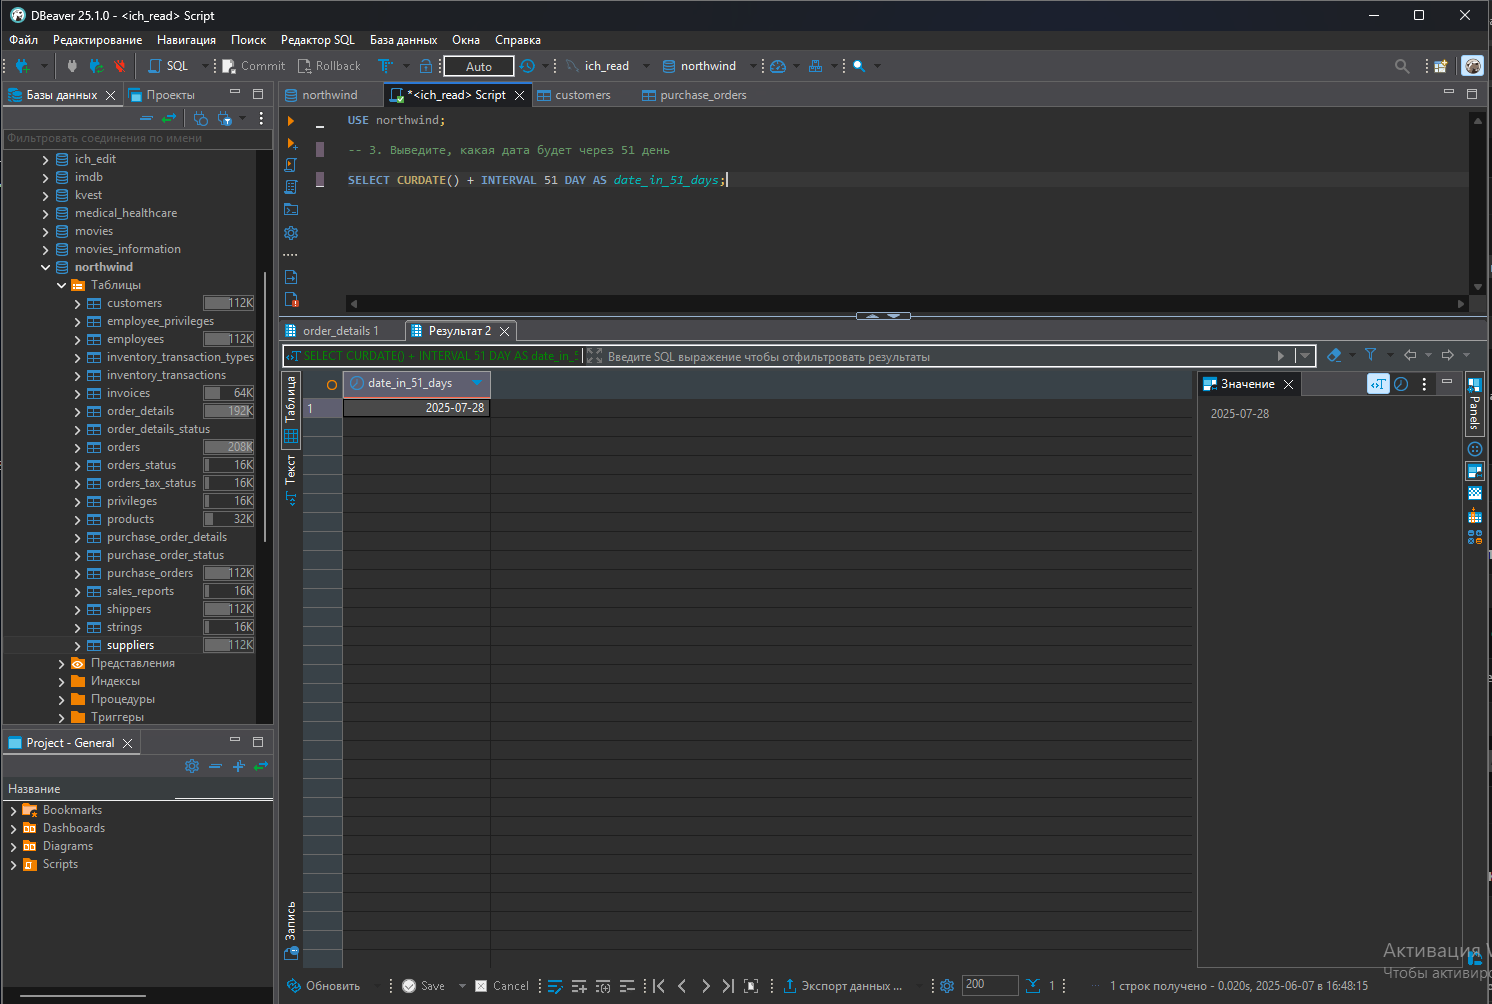 DBeaver 25.1.0 - <ich_read> Script
Файл Редактирование Навигация Поиск Редактор SQL База данных Окна Справка
SQL Commit Rollback Auto ich_read northwind
Базы данных Проекты
Фильтровать соединения по имени
ich_edit
imdb
kvest
medical_healthcare
movies
movies_information
northwind
Таблицы
customers 112K
employee_privileges
employees 112K
inventory_transaction_types
inventory_transactions
invoices 64K
order_details 192K
order_details_status
orders 208K
orders_status 16K
orders_tax_status 16K
privileges 16K
products 32K
purchase_order_details
purchase_order_status
purchase_orders 112K
sales_reports 16K
shippers 112K
strings 16K
suppliers 112K
Представления
Индексы
Процедуры
Триггеры
Project - General
Название
Bookmarks
Dashboards
Diagrams
Scripts
northwind *<ich_read> Script customers purchase_orders
USE northwind;
-- 3. Выведите, какая дата будет через 51 день
SELECT CURDATE() + INTERVAL 51 DAY AS date_in_51_days;
order_details 1 Результат 2
SELECT CURDATE() + INTERVAL 51 DAY AS date_in_5 Введите SQL выражение чтобы отфильтровать результаты
Таблица
Текст
Запись
date_in_51_days
1 2025-07-28
Значение
2025-07-28
Panels
Активация W
Чтобы активиро
Обновить Save Cancel Экспорт данных ... 200 1 1 строк получено - 0.020s, 2025-06-07 в 16:48:15